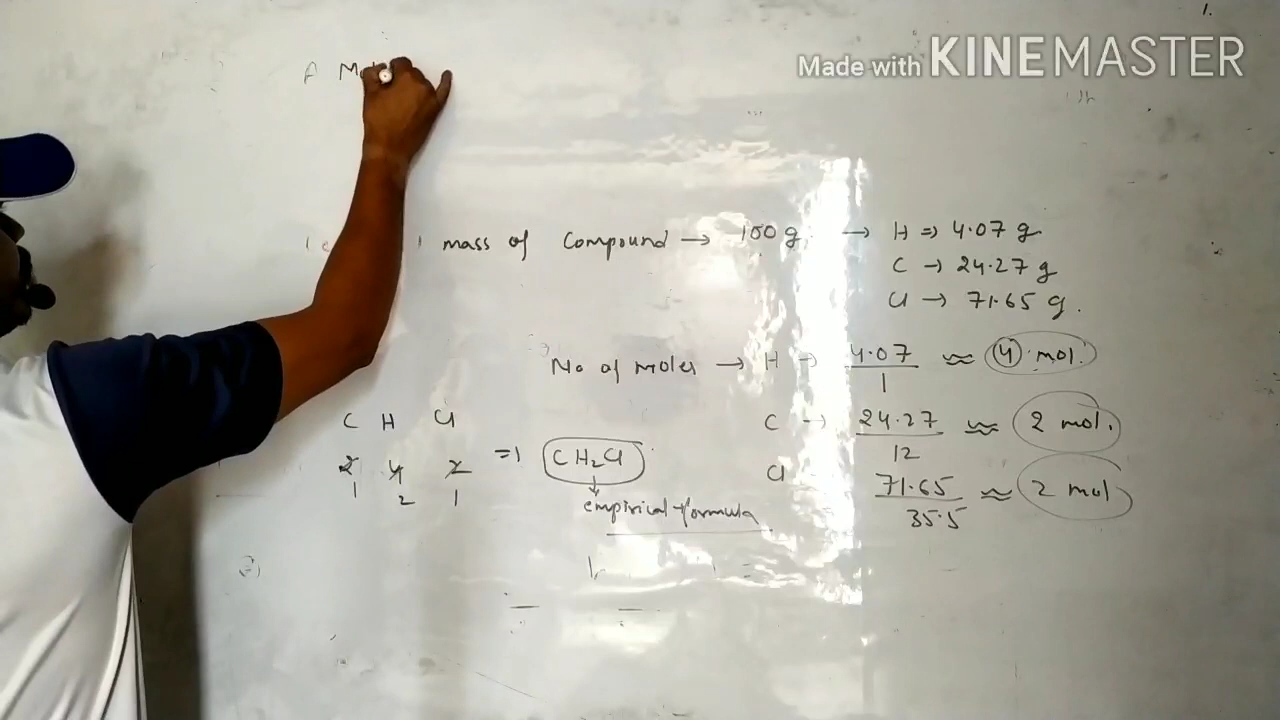 Made with KINEMASTER
mass of Compound → 100 g. → H ⇒ 4.07 g
C → 24.27 g
Cl → 71.65 g.
No of moles → H → 4.07 / 1 ≈ 4 mol.
C → 24.27 / 12 ≈ 2 mol.
Cl 71.65 / 35.5 ≈ 2 mol
C H Cl
2 4 2 ⇒ CH₂Cl
1 2 1
empirical formula